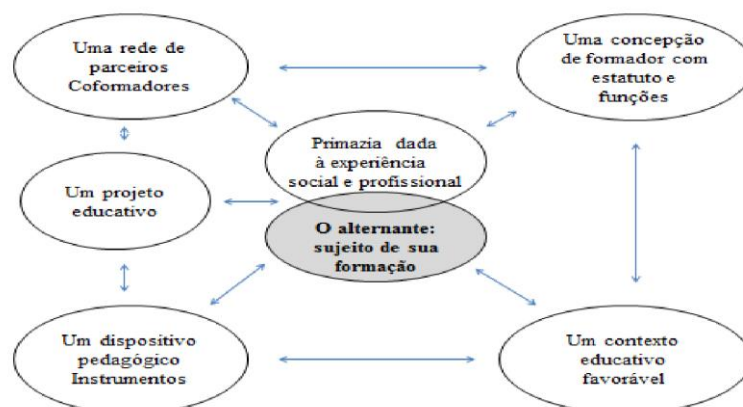 Uma rede de
parceiros
Coformadores
Uma concepção
de formador com
estatuto e
funções
Primazia dada
à experiência
social e profissional
Um projeto
educativo
O alternante:
sujeito de sua
formação
Um dispositivo
pedagógico
Instrumentos
Um contexto
educativo
favorável